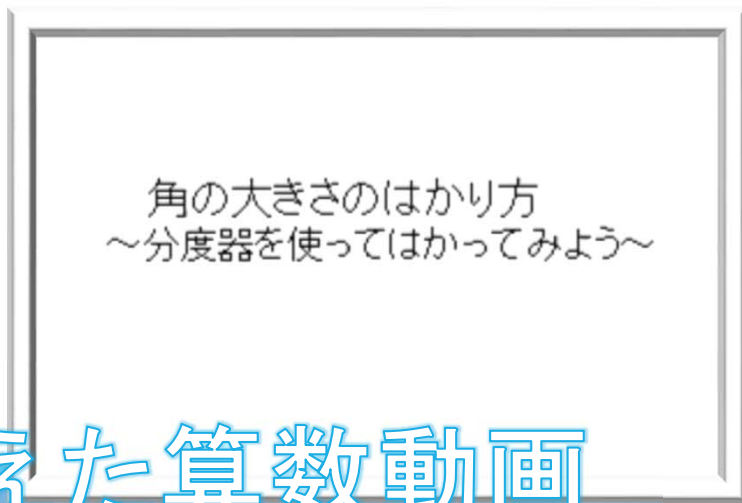 角の大きさのはかり方
～分度器を使ってはかってみよう～
えた算数動画